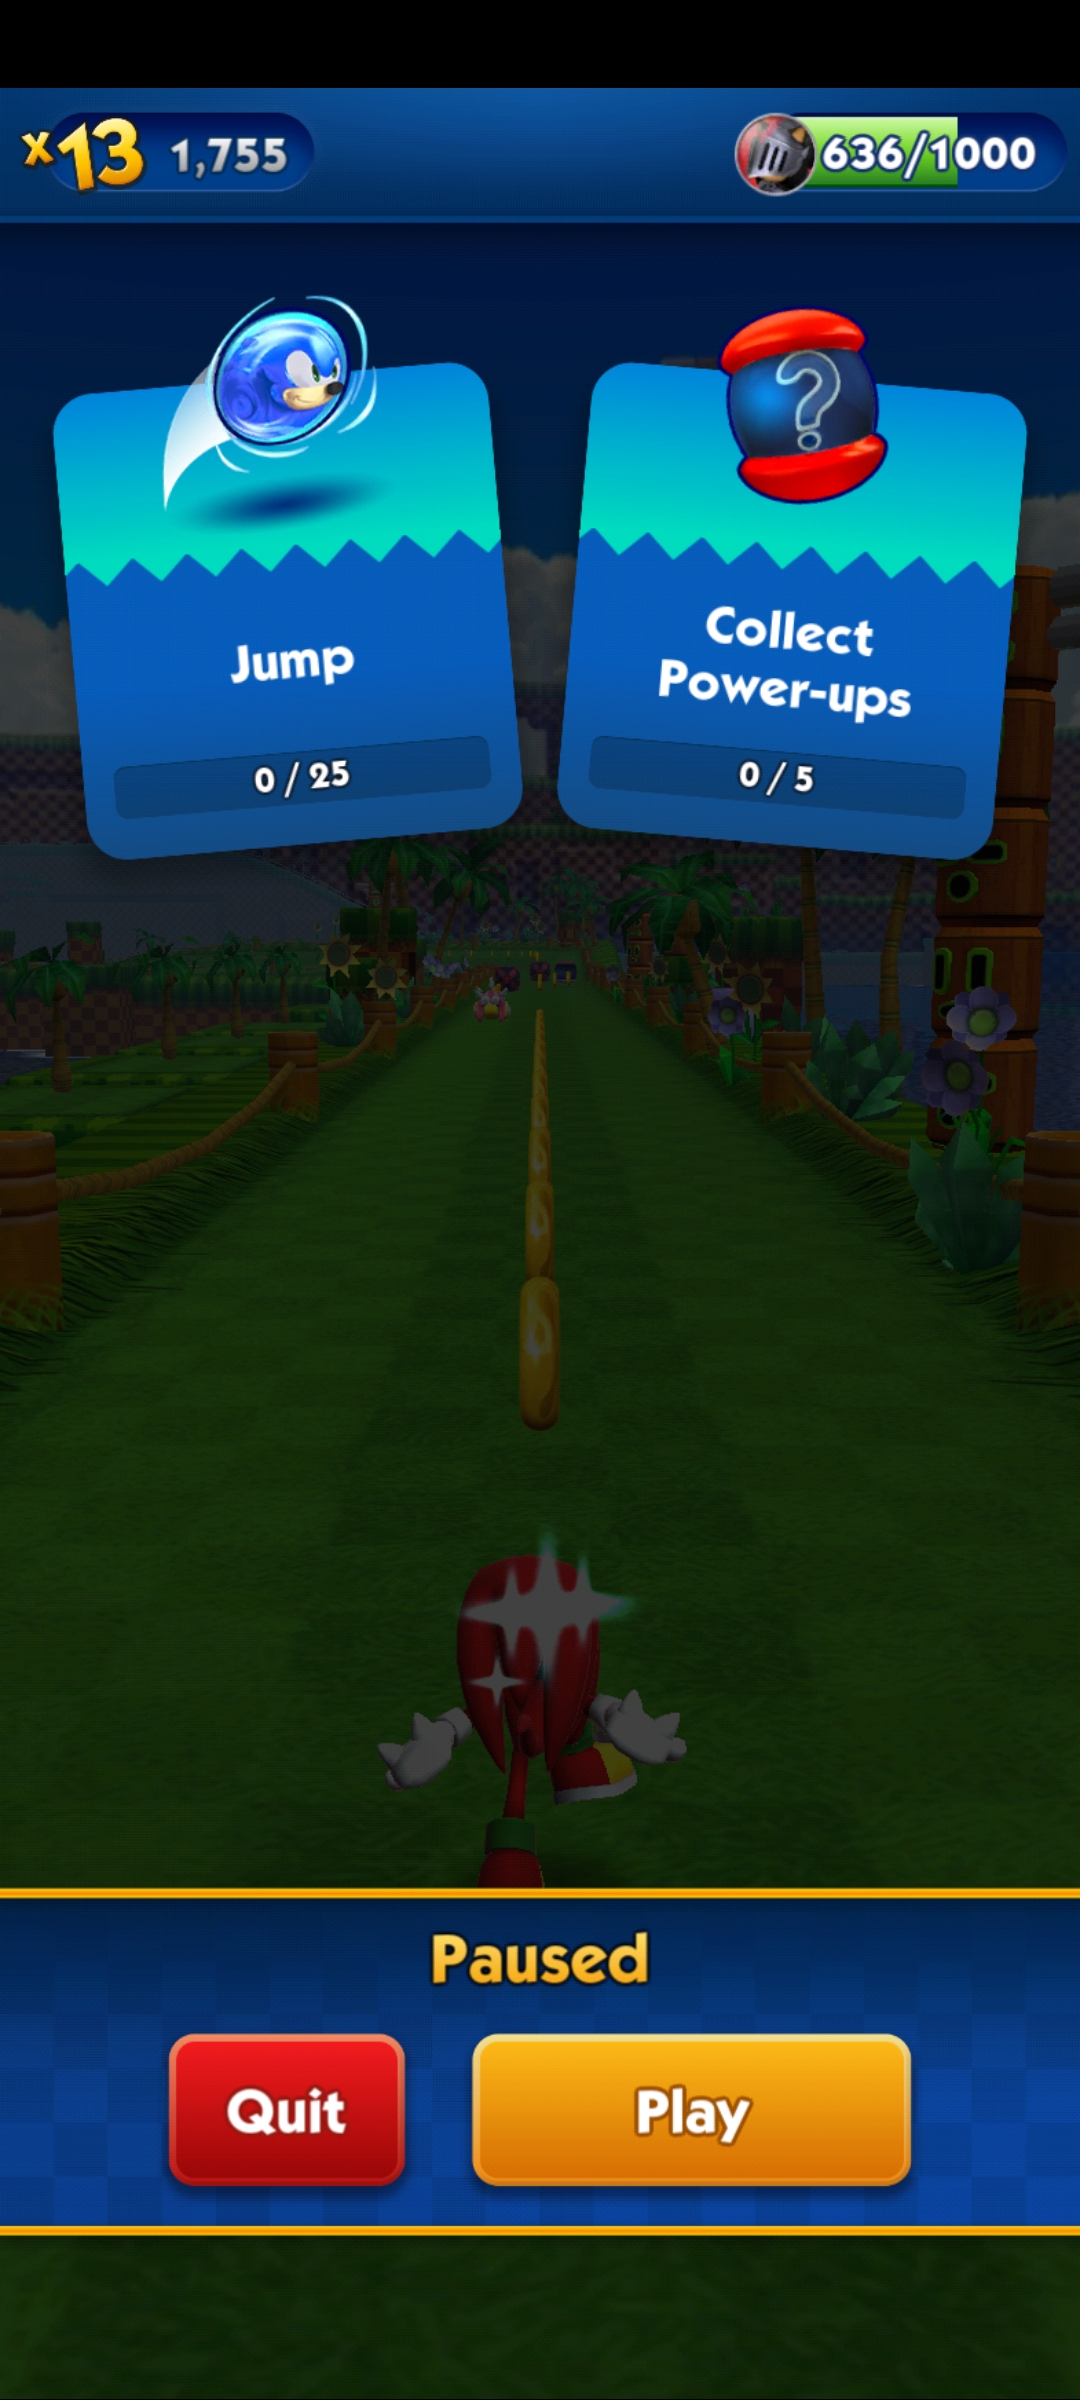 x13 1,755
636/1000
?
Jump
0 / 25
Collect
Power-ups
0 / 5
Paused
Quit
Play